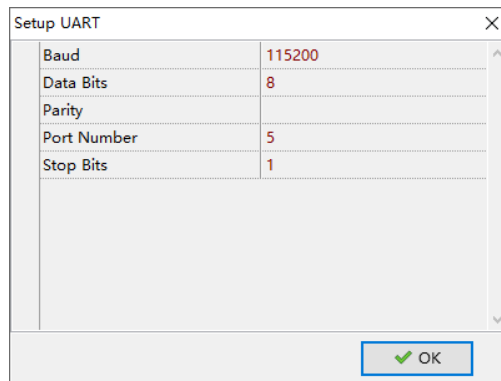 Setup UART
Baud 115200
Data Bits 8
Parity
Port Number 5
Stop Bits 1
OK